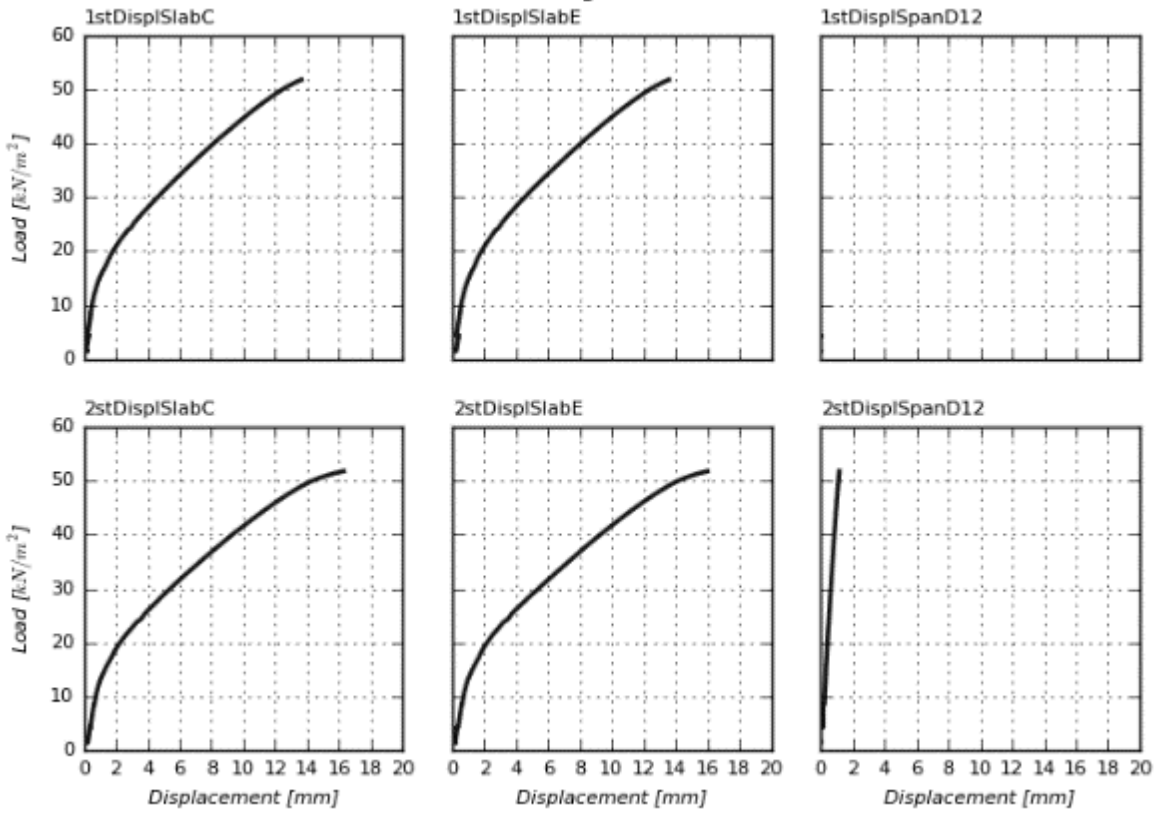 1stDisplSlabC 1stDisplSlabE 1stDisplSpanD12
60
50
40
30
20
10
0
Load [kN/m²]
2stDisplSlabC 2stDisplSlabE 2stDisplSpanD12
60
50
40
30
20
10
0
Load [kN/m²]
0 2 4 6 8 10 12 14 16 18 20
0 2 4 6 8 10 12 14 16 18 20
0 2 4 6 8 10 12 14 16 18 20
Displacement [mm] Displacement [mm] Displacement [mm]